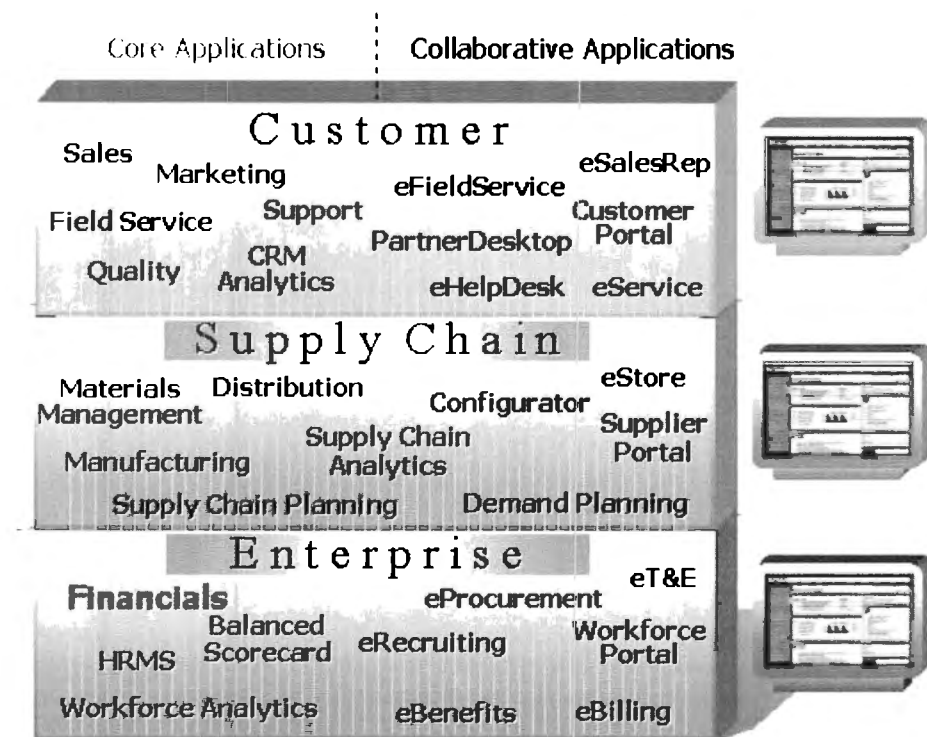 Core Applications
Collaborative Applications
Customer
Sales
Marketing
eFieldService
eSalesRep
Field Service
Support
PartnerDesktop
Customer
Portal
Quality
CRM
Analytics
eHelpDesk
eService
Supply Chain
Materials
Management
Distribution
Configurator
eStore
Manufacturing
Supply Chain
Analytics
Supplier
Portal
Supply Chain Planning
Demand Planning
Enterprise
Financials
eProcurement
eT&E
HRMS
Balanced
Scorecard
eRecruiting
Workforce
Portal
Workforce Analytics
eBenefits
eBilling